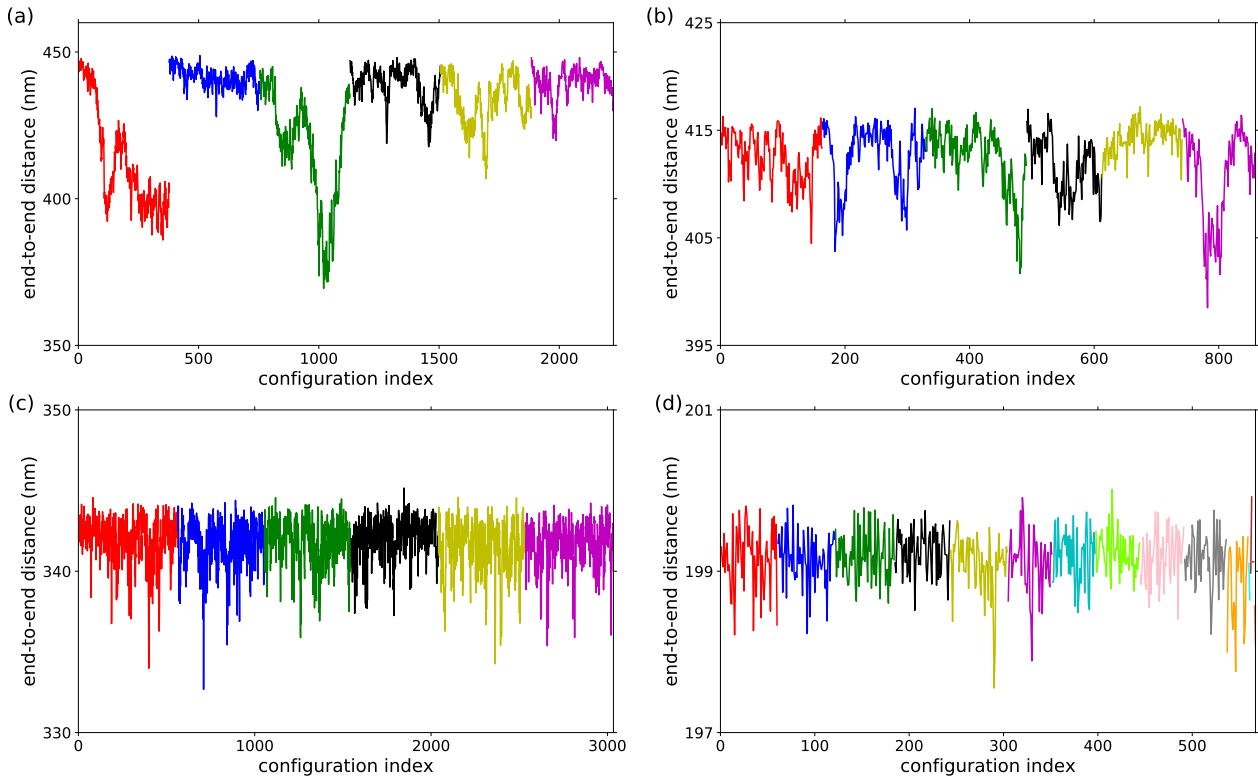 (a)
end-to-end distance (nm)
450
400
350
0 500 1000 1500 2000
configuration index
(b)
end-to-end distance (nm)
425
415
405
395
0 200 400 600 800
configuration index
(c)
end-to-end distance (nm)
350
340
330
0 1000 2000 3000
configuration index
(d)
end-to-end distance (nm)
201
199
197
0 100 200 300 400 500
configuration index